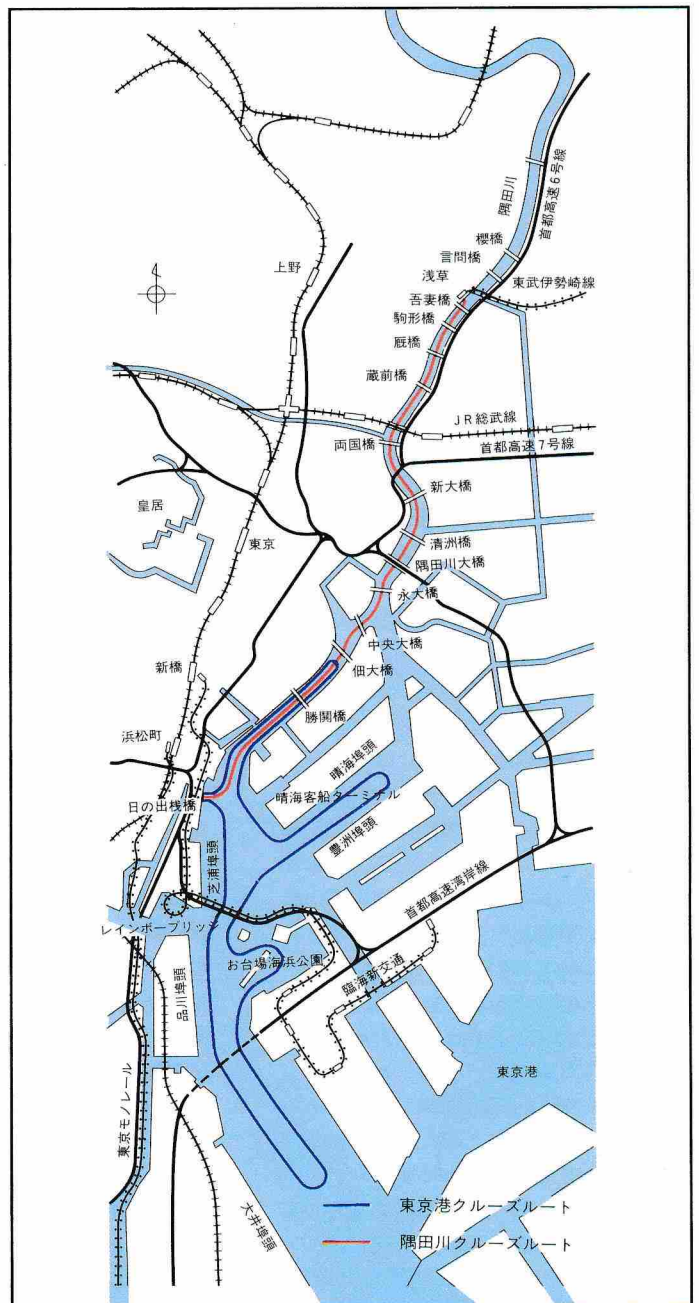 隅田川
首都高速6号線
櫻橋
言問橋
浅草
東武伊勢崎線
上野
吾妻橋
駒形橋
厩橋
蔵前橋
JR総武線
両国橋
首都高速7号線
新大橋
皇居
東京
清洲橋
隅田川大橋
永大橋
中央大橋
新橋
佃大橋
勝鬨橋
浜松町
晴海埠頭
日の出桟橋
晴海客船ターミナル
豊洲埠頭
芝浦埠頭
首都高速湾岸線
レインボーブリッジ
お台場海浜公園
臨海新交通
品川埠頭
東京港
東京モノレール
大井埠頭
東京港クルーズルート
隅田川クルーズルート